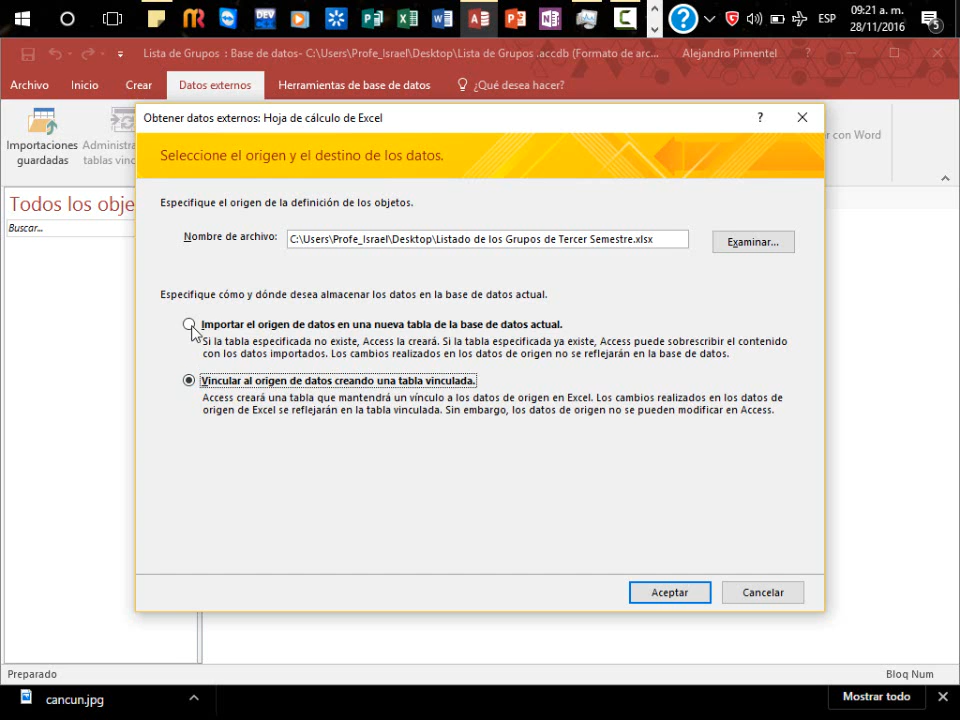 DEV
ESP
09:21 a. m.
28/11/2016
5
Lista de Grupos : Base de datos- C:\Users\Profe_Israel\Desktop\Lista de Grupos .accdb (Formato de arc...
Alejandro Pimentel
?
Archivo
Inicio
Crear
Datos externos
Herramientas de base de datos
¿Qué desea hacer?
Importaciones
guardadas
Administra
tablas vinc
r con Word
Todos los obje
Buscar...
Obtener datos externos: Hoja de cálculo de Excel
?
Seleccione el origen y el destino de los datos.
Especifique el origen de la definición de los objetos.
Nombre de archivo:
C:\Users\Profe_Israel\Desktop\Listado de los Grupos de Tercer Semestre.xlsx
Examinar...
Especifique cómo y dónde desea almacenar los datos en la base de datos actual.
Importar el origen de datos en una nueva tabla de la base de datos actual.
Si la tabla especificada no existe, Access la creará. Si la tabla especificada ya existe, Access puede sobrescribir el contenido
con los datos importados. Los cambios realizados en los datos de origen no se reflejarán en la base de datos.
Vincular al origen de datos creando una tabla vinculada.
Access creará una tabla que mantendrá un vínculo a los datos de origen en Excel. Los cambios realizados en los datos de
origen de Excel se reflejarán en la tabla vinculada. Sin embargo, los datos de origen no se pueden modificar en Access.
Aceptar
Cancelar
Preparado
Bloq Num
cancun.jpg
Mostrar todo